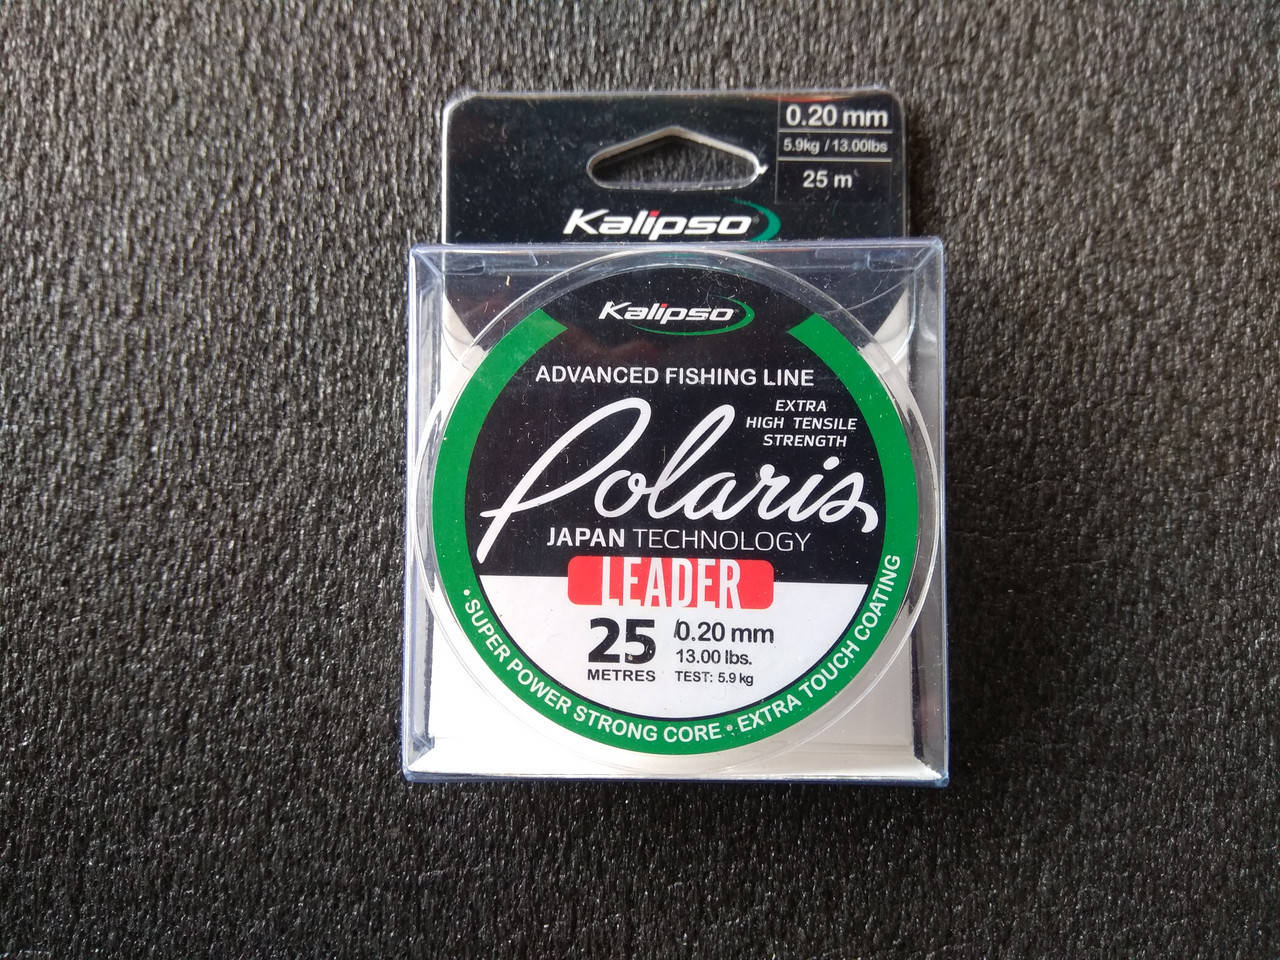 0.20 mm
5.9kg / 13.00lbs
25 m
Kalipso
Kalipso
ADVANCED FISHING LINE
EXTRA
HIGH TENSILE
STRENGTH
Polaris
JAPAN TECHNOLOGY
LEADER
25 METRES
0.20 mm
13.00 lbs.
TEST: 5.9 kg
• SUPER POWER STRONG CORE • EXTRA TOUCH COATING